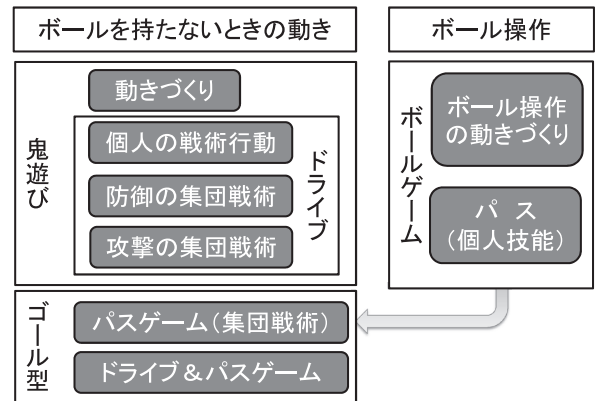 ボールを持たないときの動き
鬼遊び
動きづくり
個人の戦術行動
防御の集団戦術
攻撃の集団戦術
ドライブ
ゴール型
パスゲーム（集団戦術）
ドライブ＆パスゲーム
ボール操作
ボールゲーム
ボール操作
の動きづくり
パ ス
（個人技能）